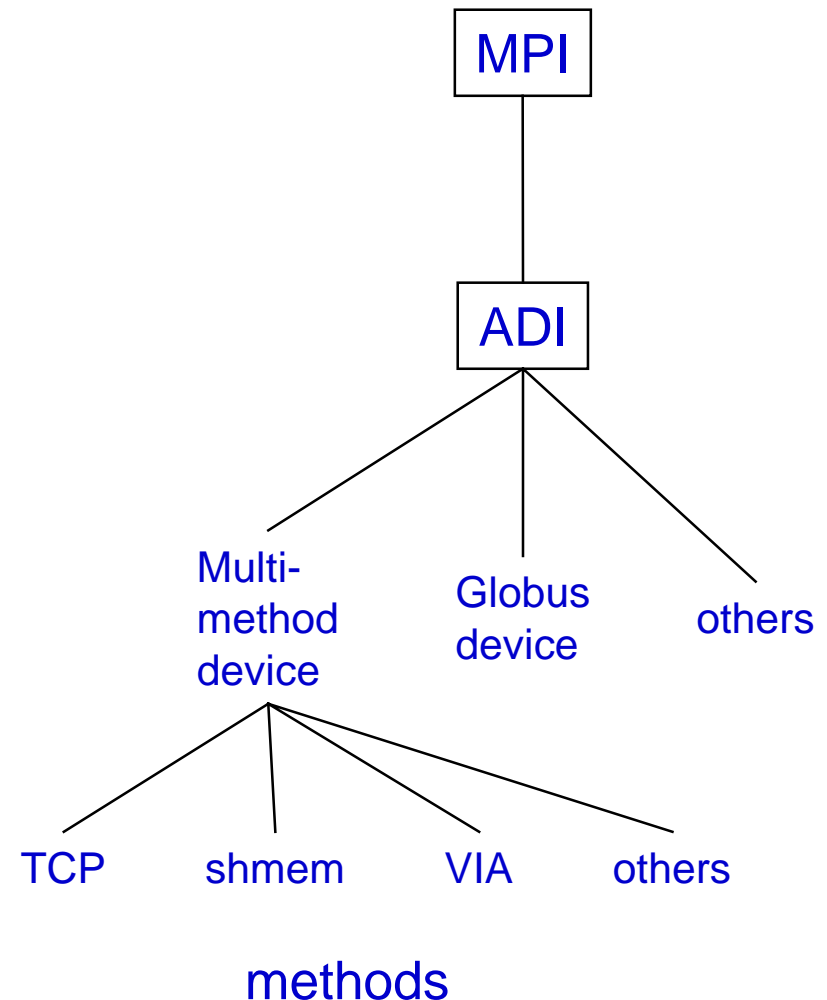 MPI
ADI
Multi-
method
device
Globus
device
others
TCP shmem VIA others
methods